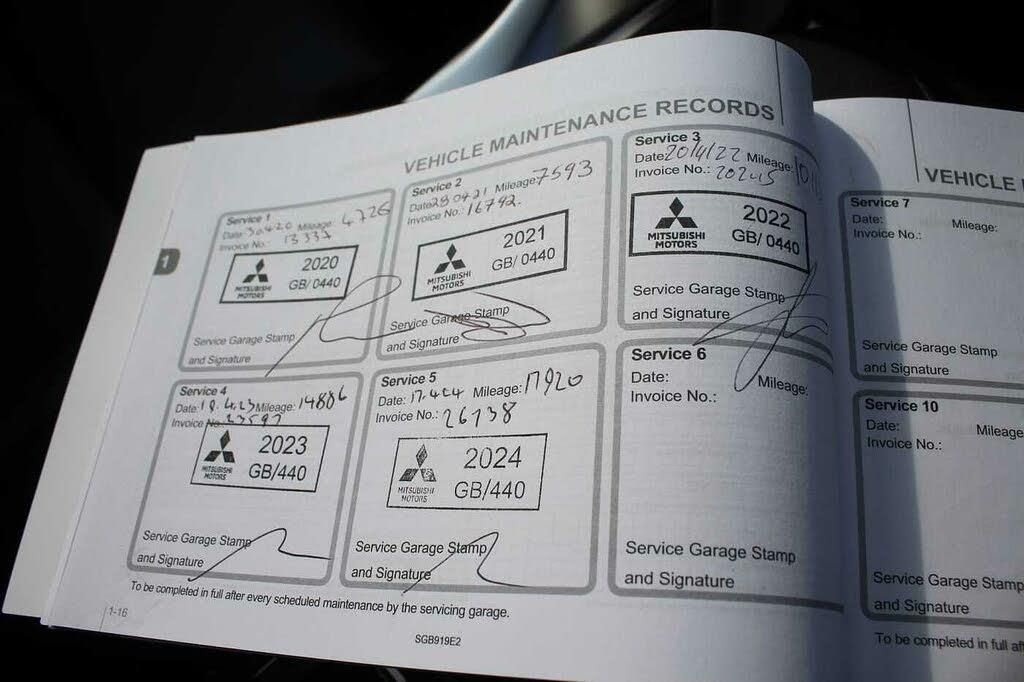 VEHICLE MAINTENANCE RECORDS
1
Service 1
Date: 30.4.20 Mileage: 4726
Invoice No.: 13337
MITSUBISHI MOTORS
2020
GB/0440
Service Garage Stamp
and Signature
Service 2
Date: 28.04.21 Mileage: 7593
Invoice No.: 16792.
MITSUBISHI MOTORS
2021
GB/0440
Service Garage Stamp
and Signature
Service 3
Date: 20/4/22 Mileage:
Invoice No.: 20245
MITSUBISHI MOTORS
2022
GB/0440
Service Garage Stamp
and Signature
Service 4
Date: 18.4.23 Mileage: 14886
Invoice No.: 23597
MITSUBISHI MOTORS
2023
GB/440
Service Garage Stamp
and Signature
Service 5
Date: 17.4.24 Mileage: 17920
Invoice No.: 26738
MITSUBISHI MOTORS
2024
GB/440
Service Garage Stamp
and Signature
Service 6
Date: Mileage:
Invoice No.:
Service Garage Stamp
and Signature
To be completed in full after every scheduled maintenance by the servicing garage.
1-16
SGB919E2
VEHICLE
Service 7
Date: Mileage:
Invoice No.:
Service Garage Stamp
and Signature
Service 10
Date: Mileage
Invoice No.:
Service Garage Stamp
and Signature
To be completed in full